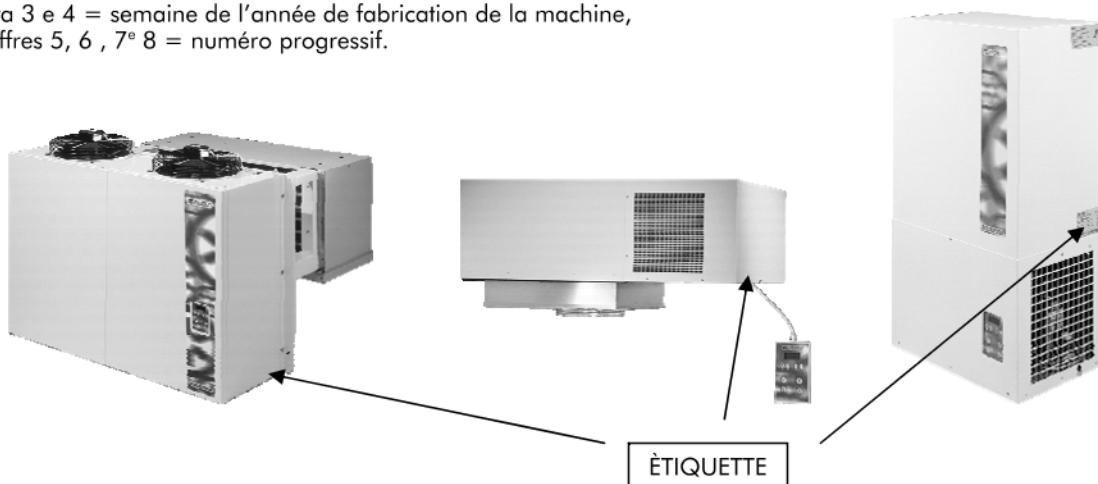 a 3 e 4 = semaine de l’année de fabrication de la machine,
ffres 5, 6 , 7ᵉ 8 = numéro progressif.
ÈTIQUETTE